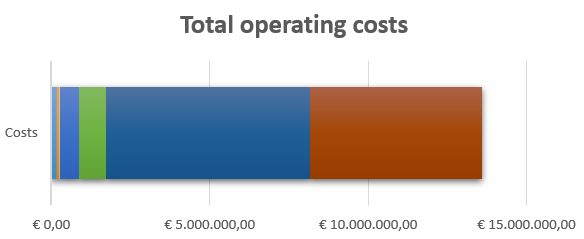 Total operating costs
Costs
€ 0,00 € 5.000.000,00 € 10.000.000,00 € 15.000.000,00